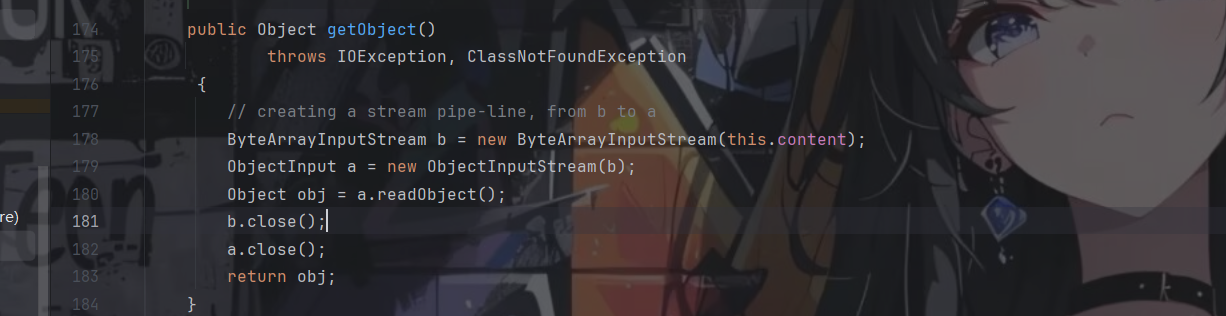 174 public Object getObject()
175 throws IOException, ClassNotFoundException
176 {
177 // creating a stream pipe-line, from b to a
178 ByteArrayInputStream b = new ByteArrayInputStream(this.content);
179 ObjectInput a = new ObjectInputStream(b);
180 Object obj = a.readObject();
re)
181 b.close();
182 a.close();
183 return obj;
184 }